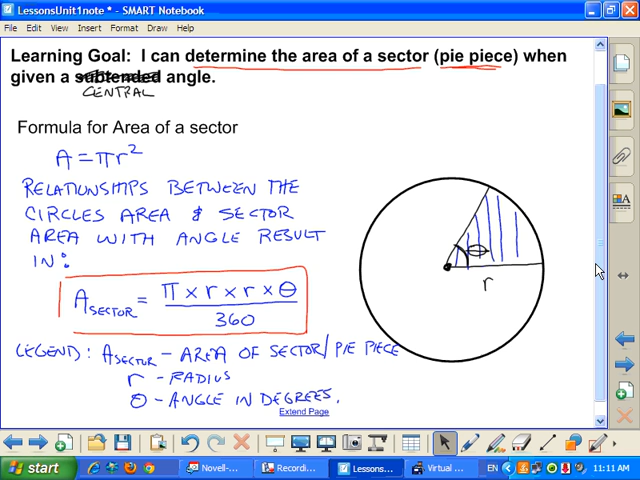 LessonsUnit1note * - SMART Notebook
File Edit View Insert Format Draw Help
Learning Goal: I can determine the area of a sector (pie piece) when
given a subtended angle.
CENTRAL
Formula for Area of a sector
A = πr²
RELATIONSHIPS BETWEEN THE
CIRCLES AREA & SECTOR
AREA WITH ANGLE RESULT
IN:
A SECTOR = π × r × r × θ
360
θ
r
LEGEND: A SECTOR - AREA OF SECTOR/PIE PIECE
r - RADIUS
θ - ANGLE IN DEGREES.
Extend Page
start
Novell-...
Recordin...
Lessons...
Virtual ...
EN
11:11 AM